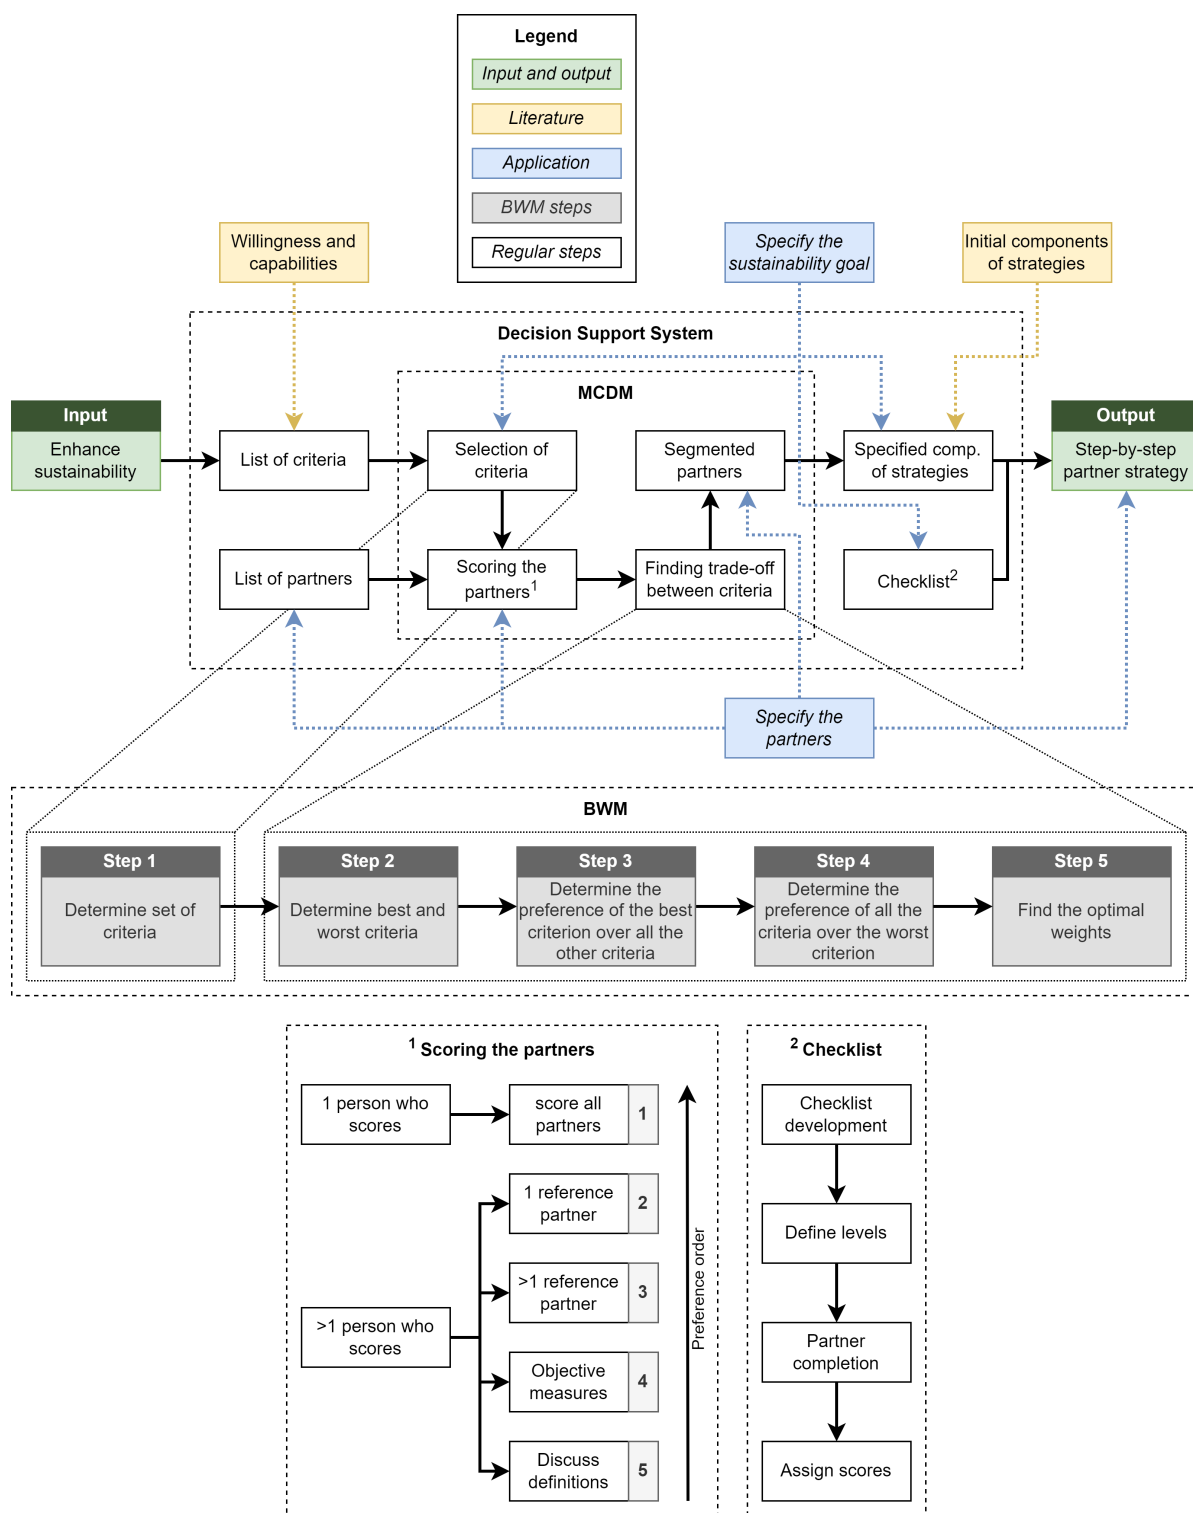 Legend
Input and output
Literature
Application
BWM steps
Regular steps
Willingness and
capabilities
Specify the
sustainability goal
Initial components
of strategies
Decision Support System
MCDM
Input
Enhance
sustainability
List of criteria
Selection of
criteria
Segmented
partners
Specified comp.
of strategies
Output
Step-by-step
partner strategy
List of partners
Scoring the
partners1
Finding trade-off
between criteria
Checklist2
Specify the
partners
BWM
Step 1
Determine set of
criteria
Step 2
Determine best and
worst criteria
Step 3
Determine the
preference of the best
criterion over all the
other criteria
Step 4
Determine the
preference of all the
criteria over the worst
criterion
Step 5
Find the optimal
weights
1 Scoring the partners
1 person who
scores
score all
partners
1
1 reference
partner
2
>1 reference
partner
3
>1 person who
scores
Objective
measures
4
Discuss
definitions
5
Preference order
2 Checklist
Checklist
development
Define levels
Partner
completion
Assign scores